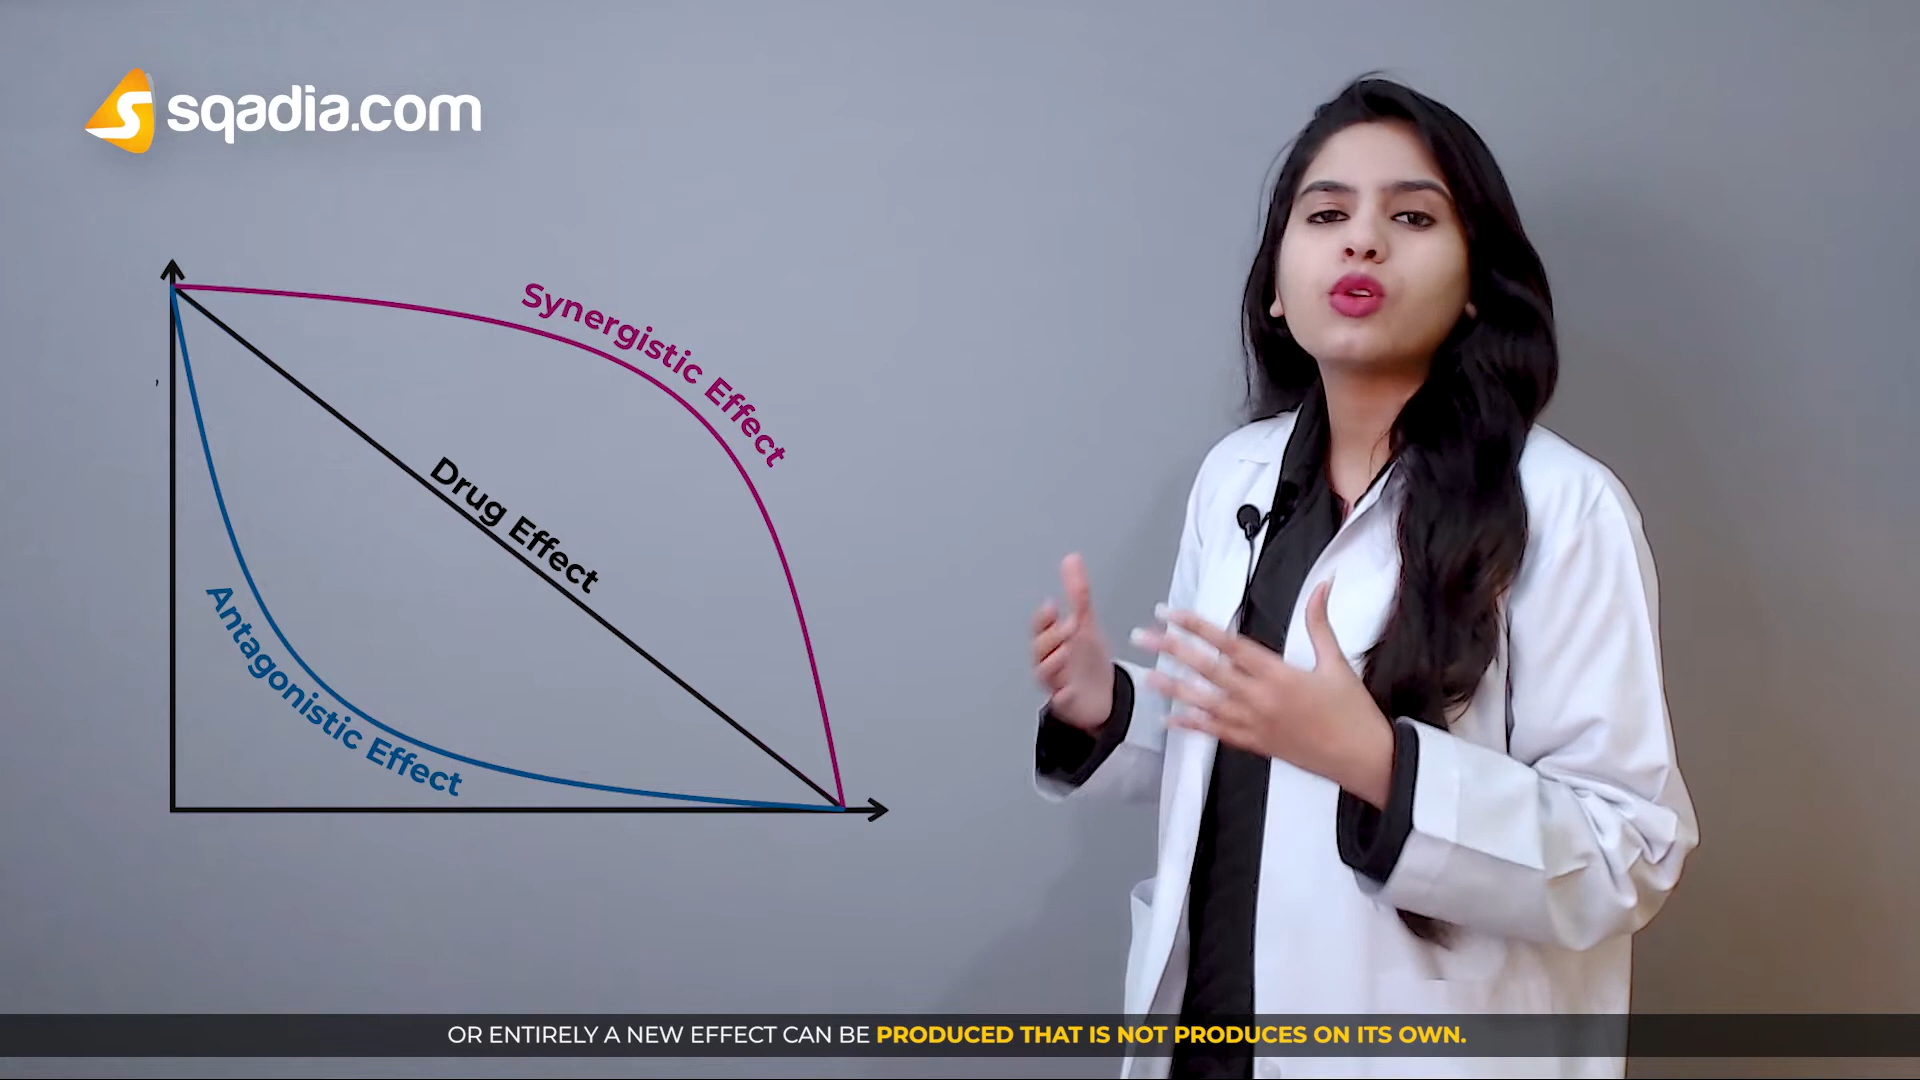 sqadia.com
Synergistic Effect
Drug Effect
Antagonistic Effect
OR ENTIRELY A NEW EFFECT CAN BE PRODUCED THAT IS NOT PRODUCES ON ITS OWN.